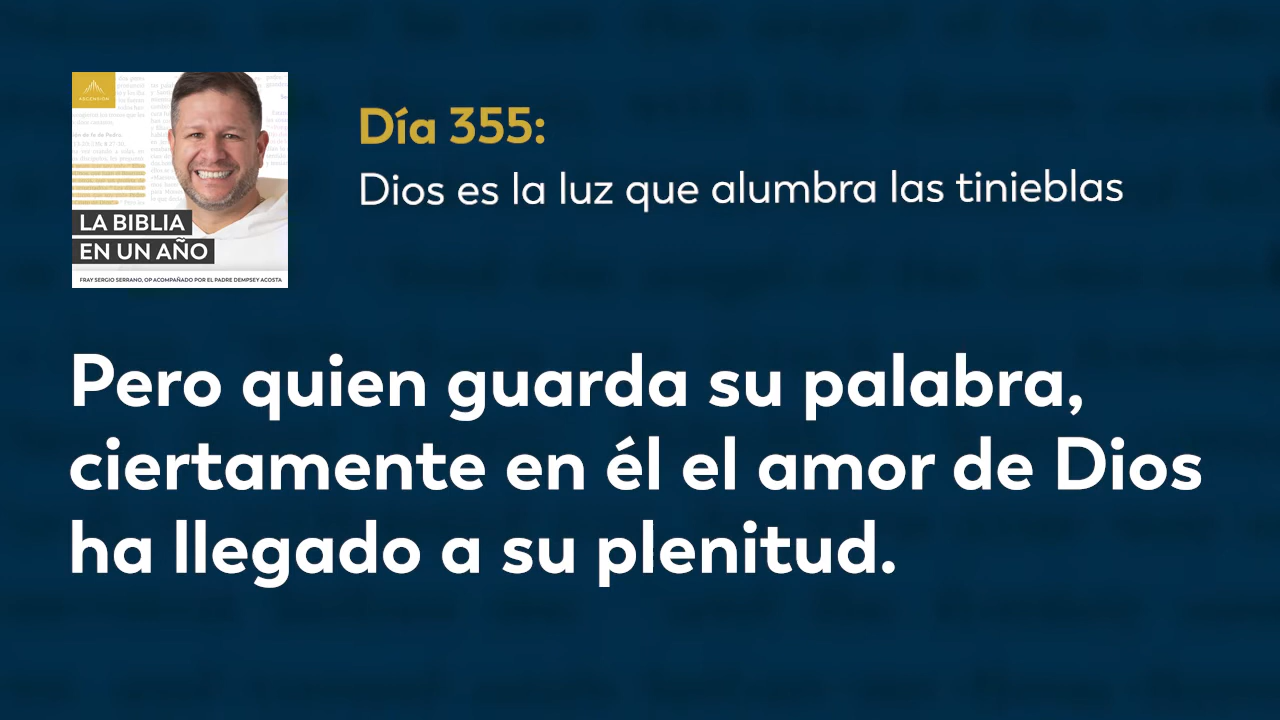 ASCENSION
Día 355:
Dios es la luz que alumbra las tinieblas
LA BIBLIA
EN UN AÑO
FRAY SERGIO SERRANO, OP ACOMPAÑADO POR EL PADRE DEMPSEY ACOSTA
Pero quien guarda su palabra,
ciertamente en él el amor de Dios
ha llegado a su plenitud.